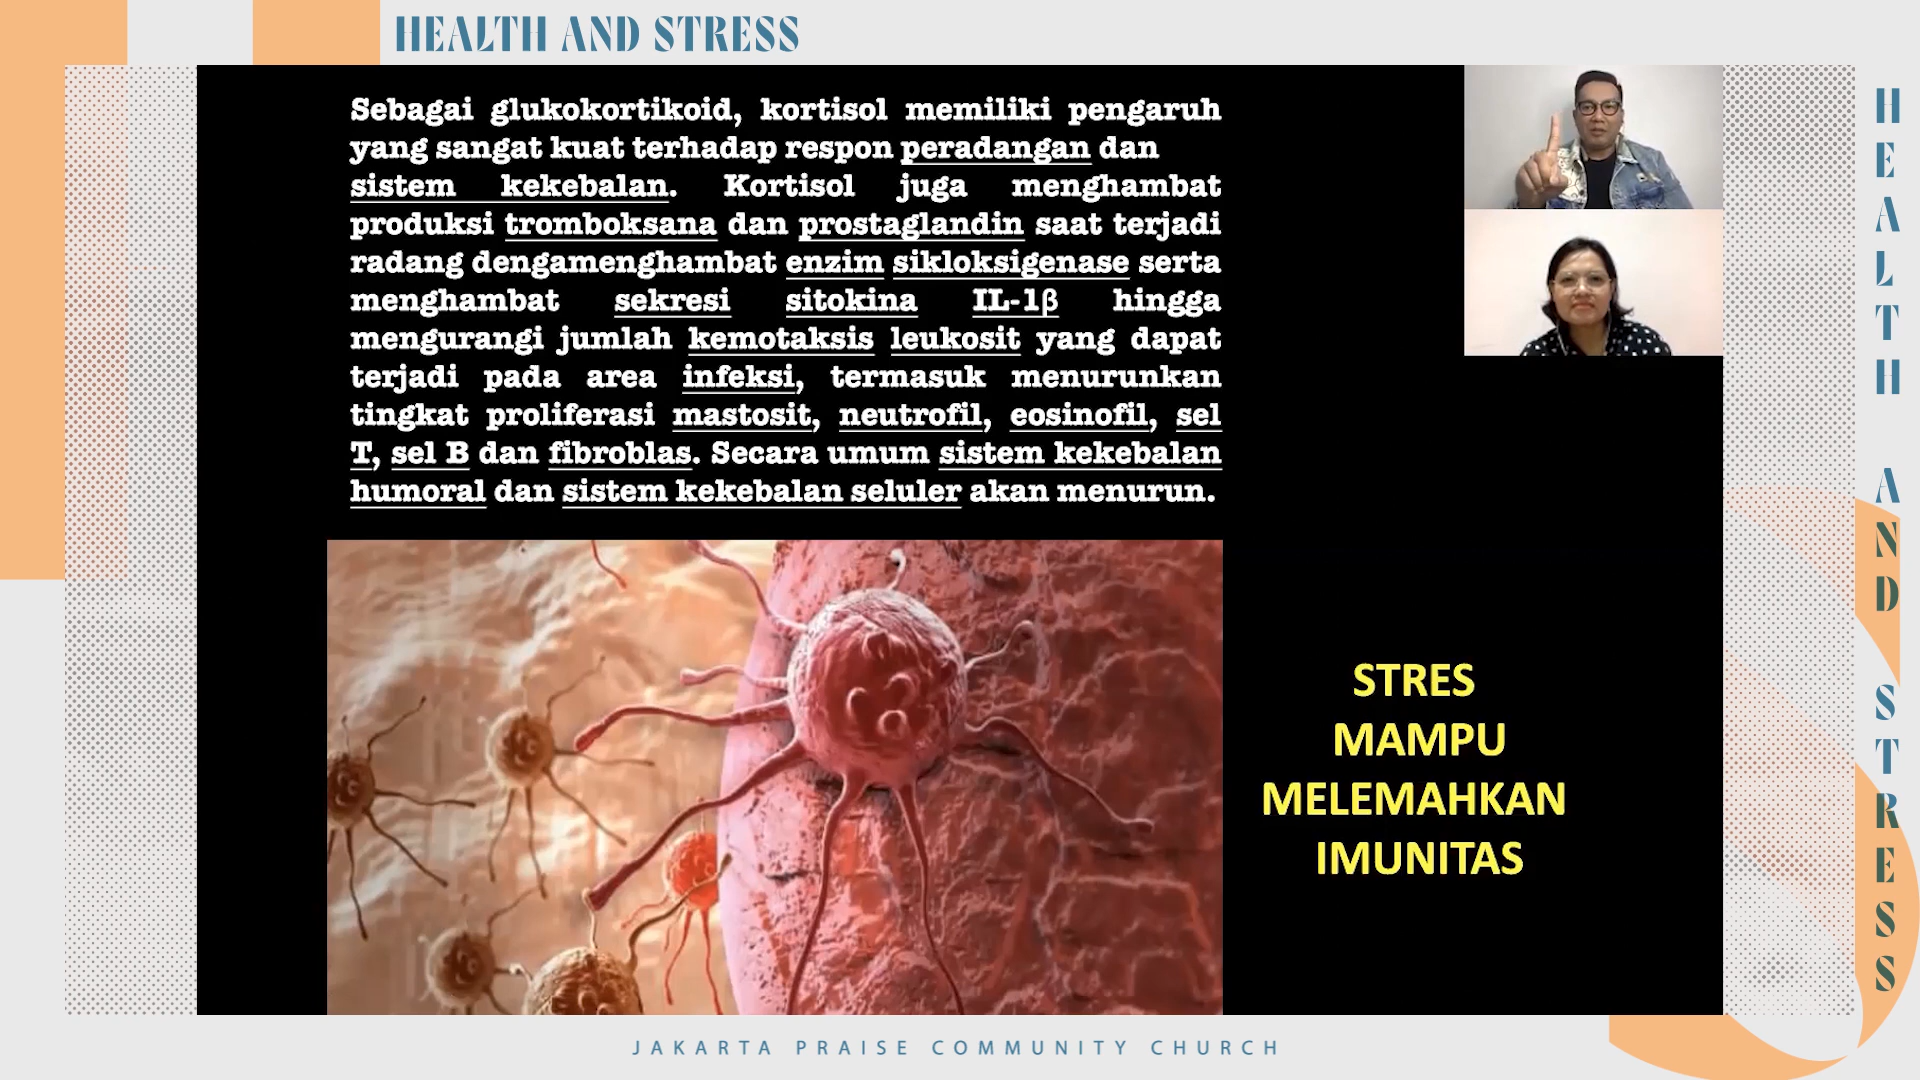 HEALTH AND STRESS
Sebagai glukokortikoid, kortisol memiliki pengaruh
yang sangat kuat terhadap respon peradangan dan
sistem kekebalan. Kortisol juga menghambat
produksi tromboksana dan prostaglandin saat terjadi
radang dengamenghambat enzim sikloksigenase serta
menghambat sekresi sitokina IL-1β hingga
mengurangi jumlah kemotaksis leukosit yang dapat
terjadi pada area infeksi, termasuk menurunkan
tingkat proliferasi mastosit, neutrofil, eosinofil, sel
T, sel B dan fibroblas. Secara umum sistem kekebalan
humoral dan sistem kekebalan seluler akan menurun.
STRES
MAMPU
MELEMAHKAN
IMUNITAS
HEALTH AND STRESS
JAKARTA PRAISE COMMUNITY CHURCH